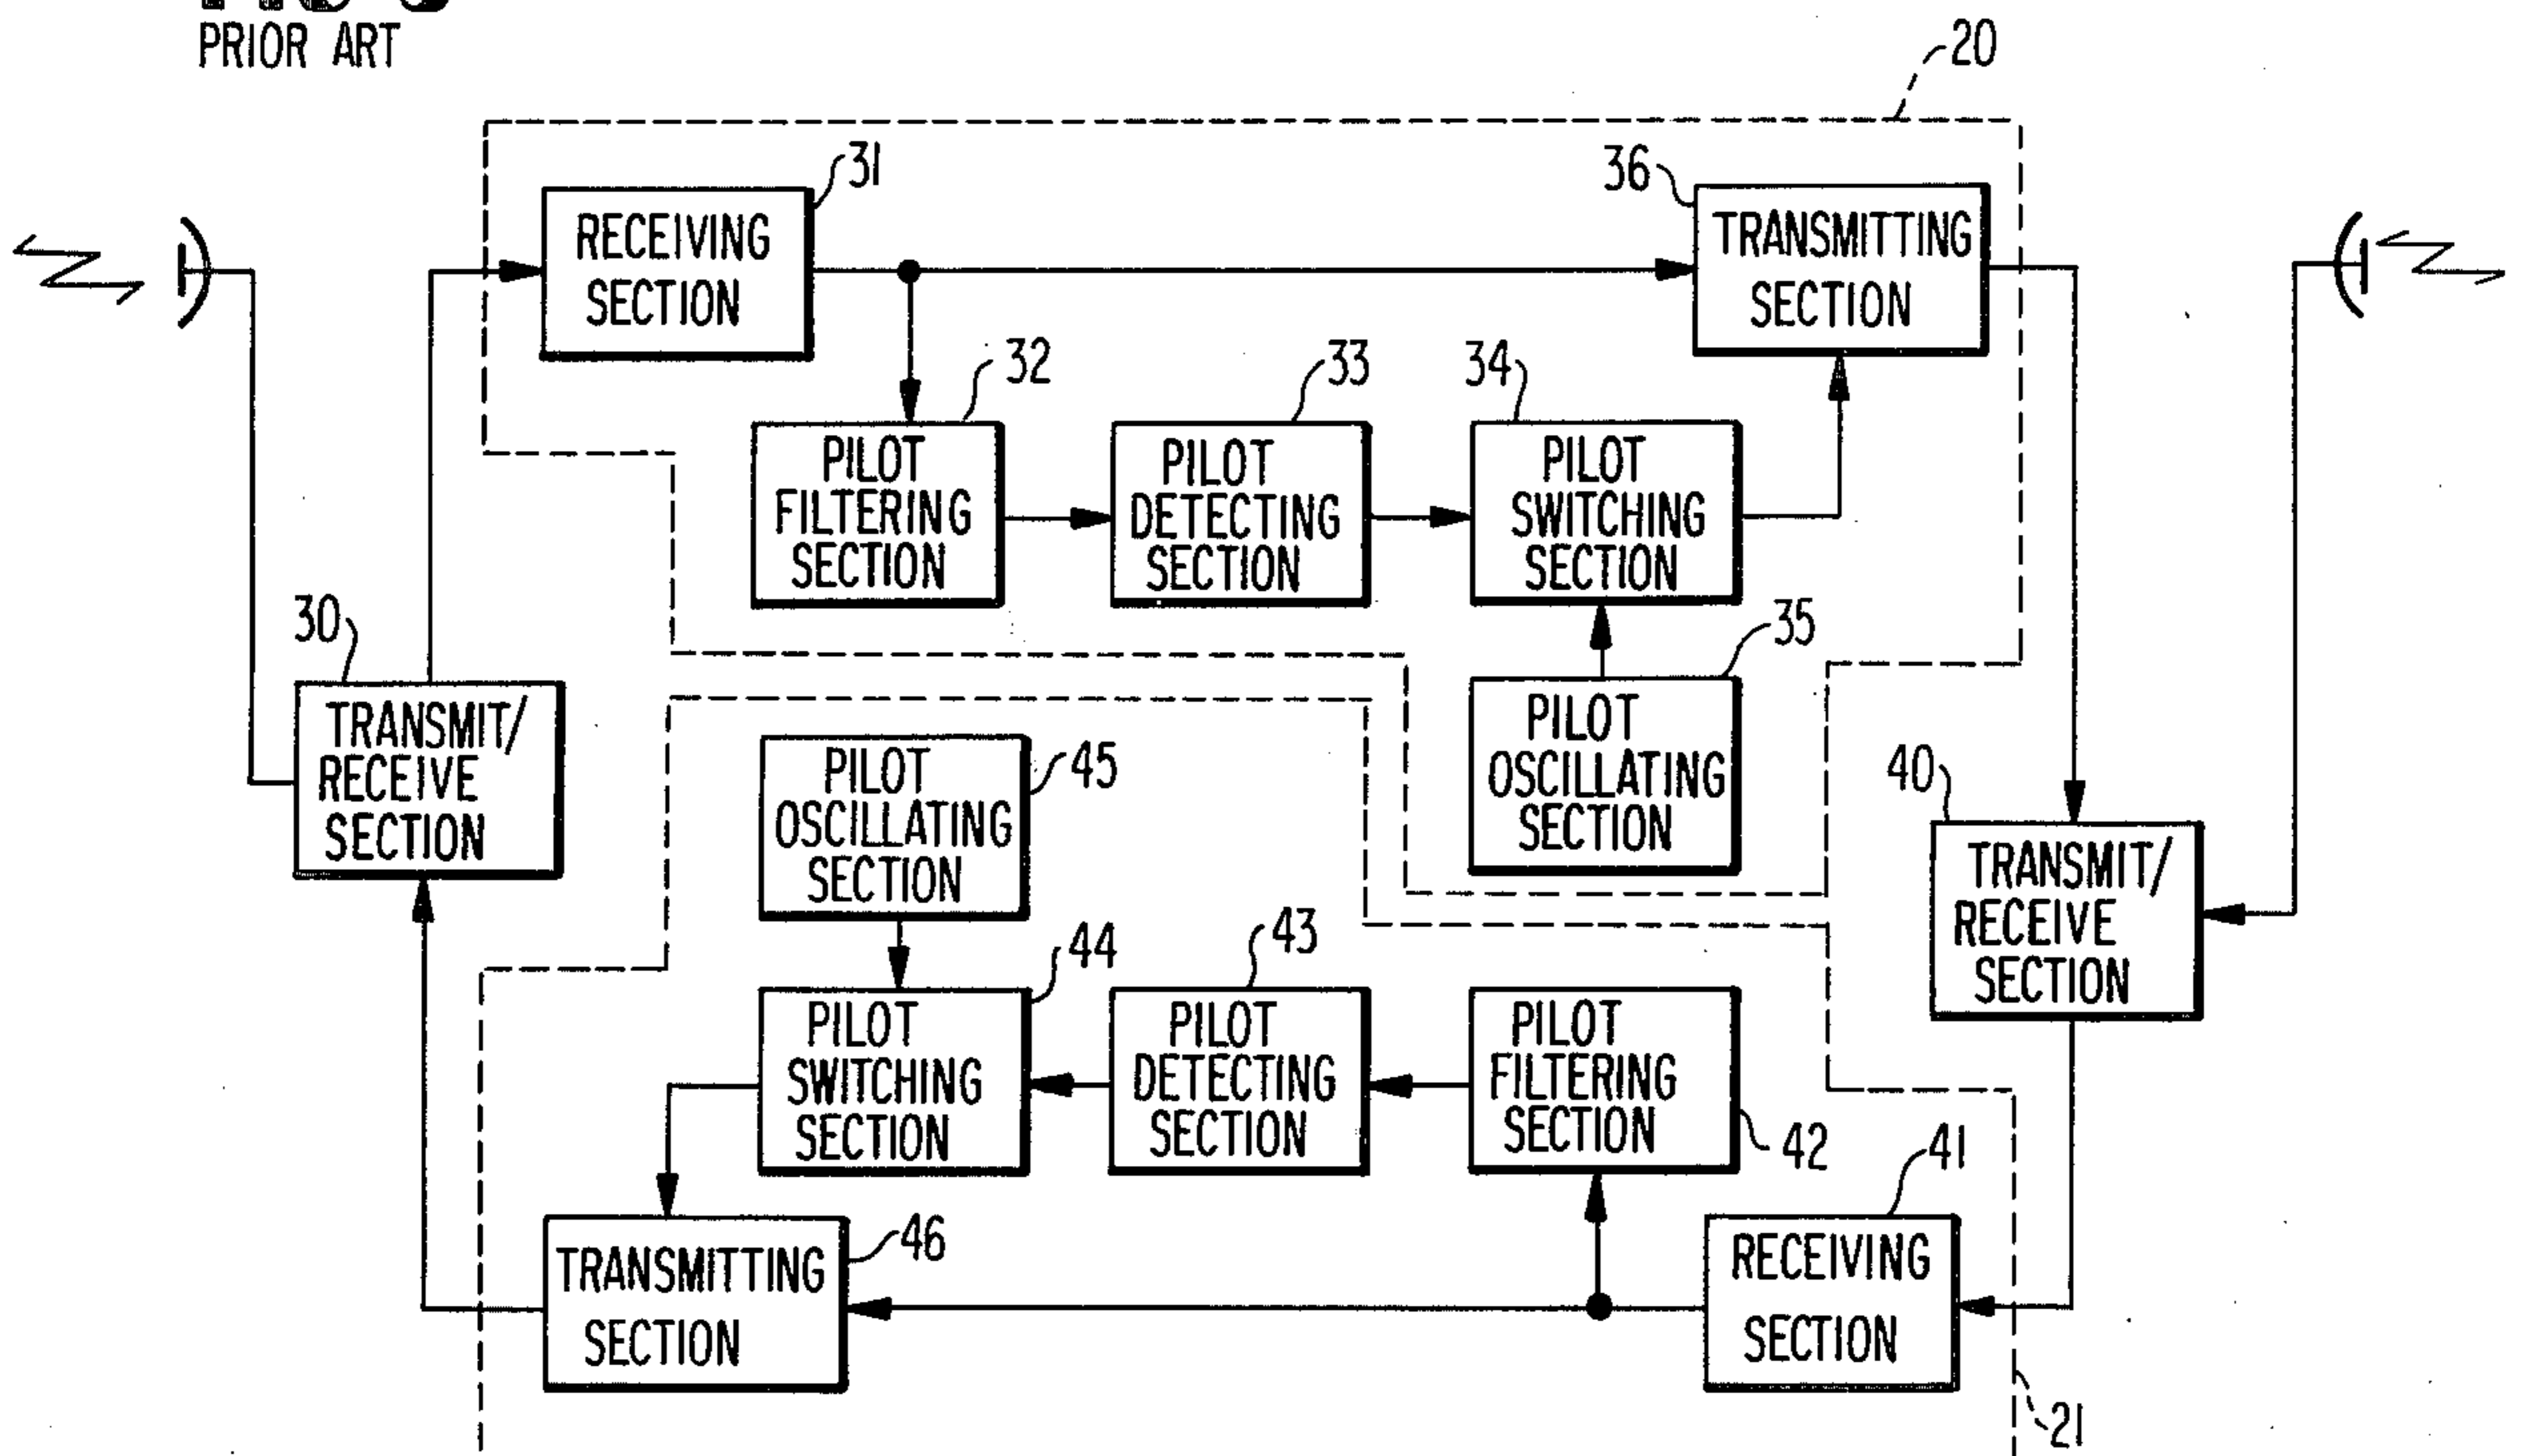 PRIOR ART
20
31
36
RECEIVING
SECTION
TRANSMITTING
SECTION
32
33
34
PILOT
FILTERING
SECTION
PILOT
DETECTING
SECTION
PILOT
SWITCHING
SECTION
30
35
TRANSMIT/
RECEIVE
SECTION
PILOT
OSCILLATING
SECTION
45
PILOT
OSCILLATING
SECTION
40
TRANSMIT/
RECEIVE
SECTION
44
43
PILOT
SWITCHING
SECTION
PILOT
DETECTING
SECTION
PILOT
FILTERING
SECTION
42
41
46
TRANSMITTING
SECTION
RECEIVING
SECTION
21